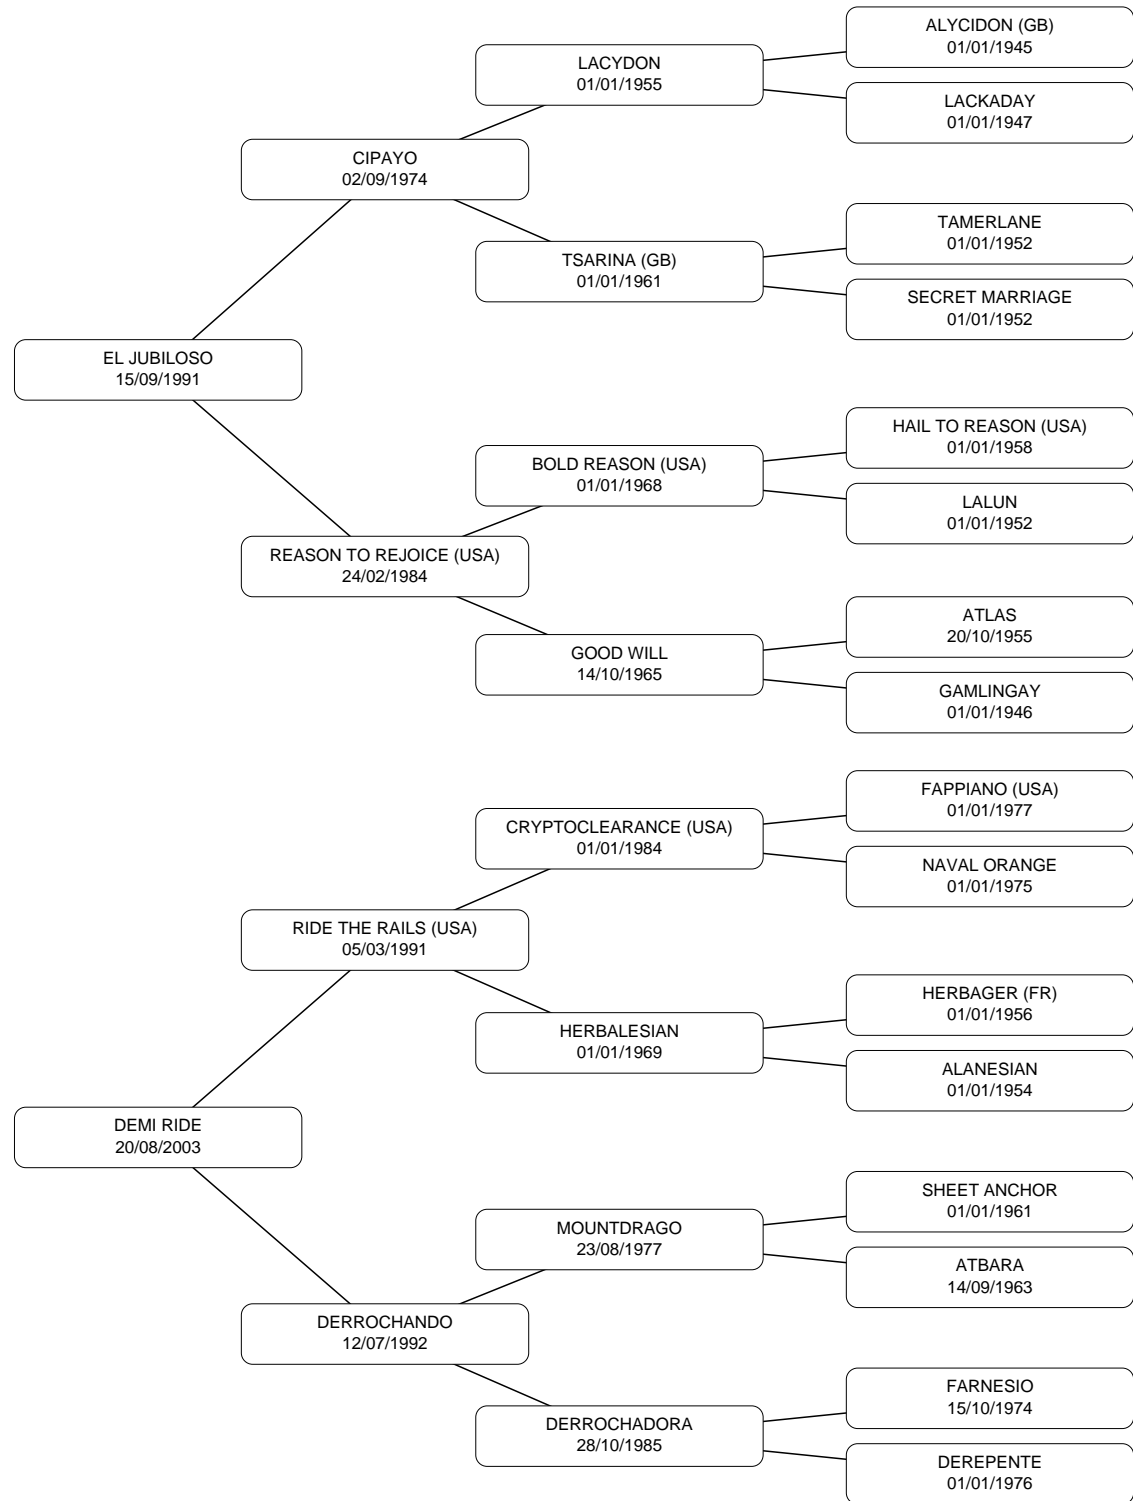 ALYCIDON (GB)
01/01/1945
LACYDON
01/01/1955
LACKADAY
01/01/1947
CIPAYO
02/09/1974
TAMERLANE
01/01/1952
TSARINA (GB)
01/01/1961
SECRET MARRIAGE
01/01/1952
EL JUBILOSO
15/09/1991
HAIL TO REASON (USA)
01/01/1958
BOLD REASON (USA)
01/01/1968
LALUN
01/01/1952
REASON TO REJOICE (USA)
24/02/1984
ATLAS
20/10/1955
GOOD WILL
14/10/1965
GAMLINGAY
01/01/1946
FAPPIANO (USA)
01/01/1977
CRYPTOCLEARANCE (USA)
01/01/1984
NAVAL ORANGE
01/01/1975
RIDE THE RAILS (USA)
05/03/1991
HERBAGER (FR)
01/01/1956
HERBALESIAN
01/01/1969
ALANESIAN
01/01/1954
DEMI RIDE
20/08/2003
SHEET ANCHOR
01/01/1961
MOUNTDRAGO
23/08/1977
ATBARA
14/09/1963
DERROCHANDO
12/07/1992
FARNESIO
15/10/1974
DERROCHADORA
28/10/1985
DEREPENTE
01/01/1976